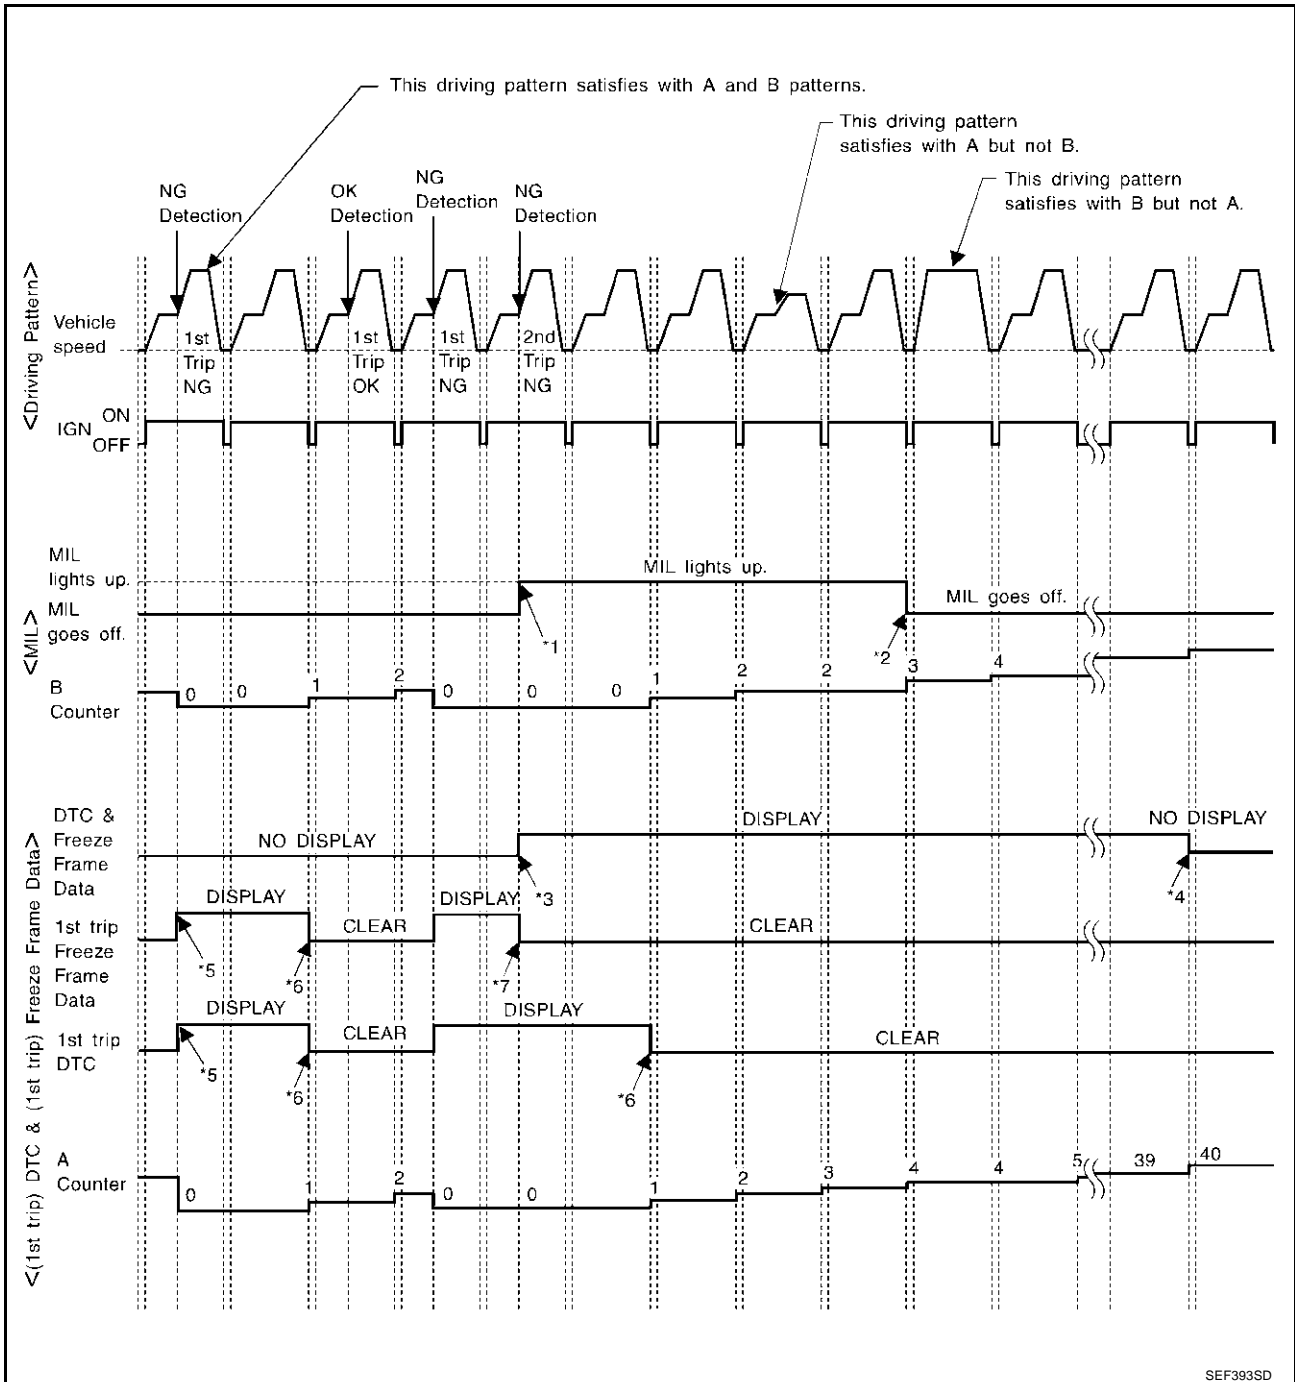 This driving pattern satisfies with A and B patterns.
This driving pattern
satisfies with A but not B.
This driving pattern
satisfies with B but not A.
NG
Detection
OK
Detection
NG
Detection
NG
Detection
<Driving Pattern>
Vehicle
speed
1st
Trip
NG
1st
Trip
OK
1st
Trip
NG
2nd
Trip
NG
IGN ON
OFF
<MIL>
MIL
lights up.
MIL lights up.
MIL
goes off.
MIL goes off.
*1
*2
B
Counter
0 0 1 2 0 0 0 1 2 2 3 4
<(1st trip) DTC & (1st trip) Freeze Frame Data>
DTC &
Freeze
Frame
Data
NO DISPLAY
DISPLAY
NO DISPLAY
*3
*4
1st trip
Freeze
Frame
Data
DISPLAY
CLEAR
DISPLAY
CLEAR
*5
*6
*7
1st trip
DTC
DISPLAY
CLEAR
DISPLAY
CLEAR
*5
*6
*6
A
Counter
0 1 2 0 0 1 2 3 4 4 5 39 40
SEF393SD